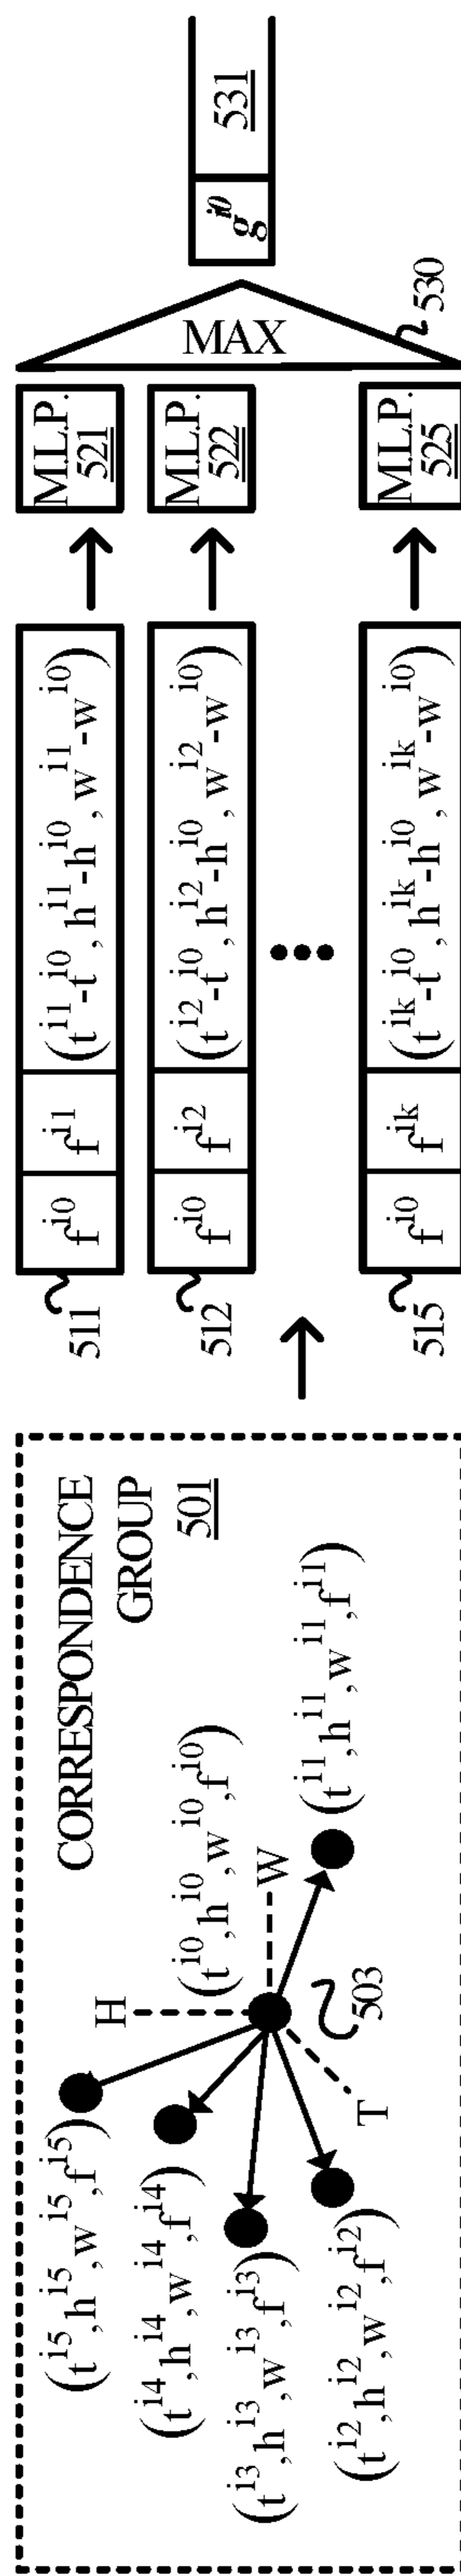 CORRESPONDENCE
GROUP
501
H
W
T
503
(t^{i0},h^{i0},w^{i0},f^{i0})
(t^{i1},h^{i1},w^{i1},f^{i1})
(t^{i2},h^{i2},w^{i2},f^{i2})
(t^{i3},h^{i3},w^{i3},f^{i3})
(t^{i4},h^{i4},w^{i4},f^{i4})
(t^{i5},h^{i5},w^{i5},f^{i5})
511
f^{i0} f^{i1} (t^{i1}-t^{i0}, h^{i1}-h^{i0}, w^{i1}-w^{i0})
M.L.P.
521
512
f^{i0} f^{i2} (t^{i2}-t^{i0}, h^{i2}-h^{i0}, w^{i2}-w^{i0})
M.L.P.
522
515
f^{i0} f^{ik} (t^{ik}-t^{i0}, h^{ik}-h^{i0}, w^{ik}-w^{i0})
M.L.P.
525
MAX
530
g^{i0}
531